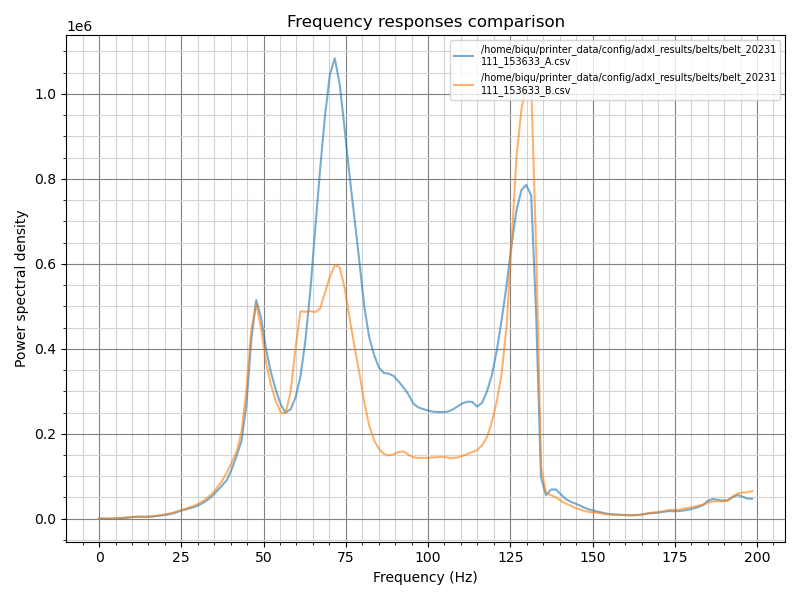 Frequency responses comparison
1e6
/home/biqu/printer_data/config/adxl_results/belts/belt_20231
111_153633_A.csv
/home/biqu/printer_data/config/adxl_results/belts/belt_20231
111_153633_B.csv
1.0
0.8
0.6
0.4
0.2
0.0
Power spectral density
0 25 50 75 100 125 150 175 200
Frequency (Hz)